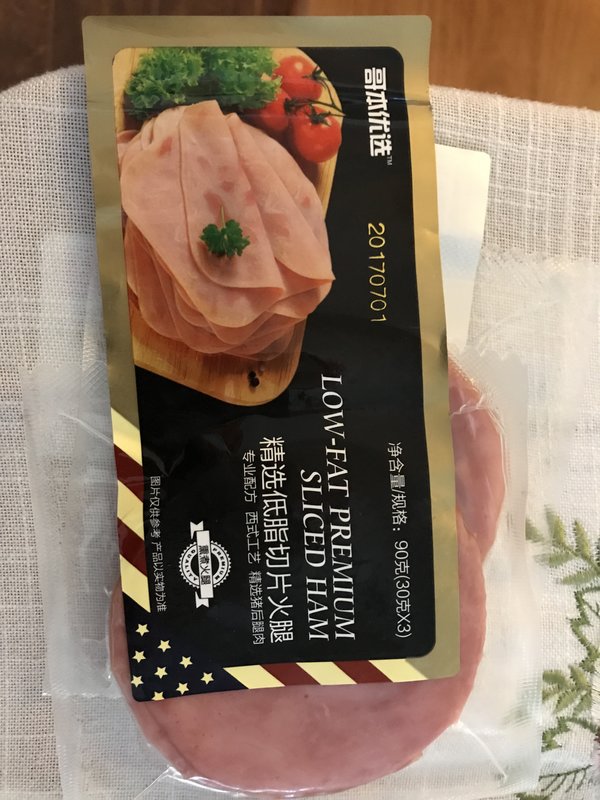 哥本优选™
20170701
净含量/规格：90克(30克X3)
LOW-FAT PREMIUM
SLICED HAM
精选低脂切片火腿
专业配方 西式工艺 精选猪后腿肉
图片仅供参考 产品以实物为准